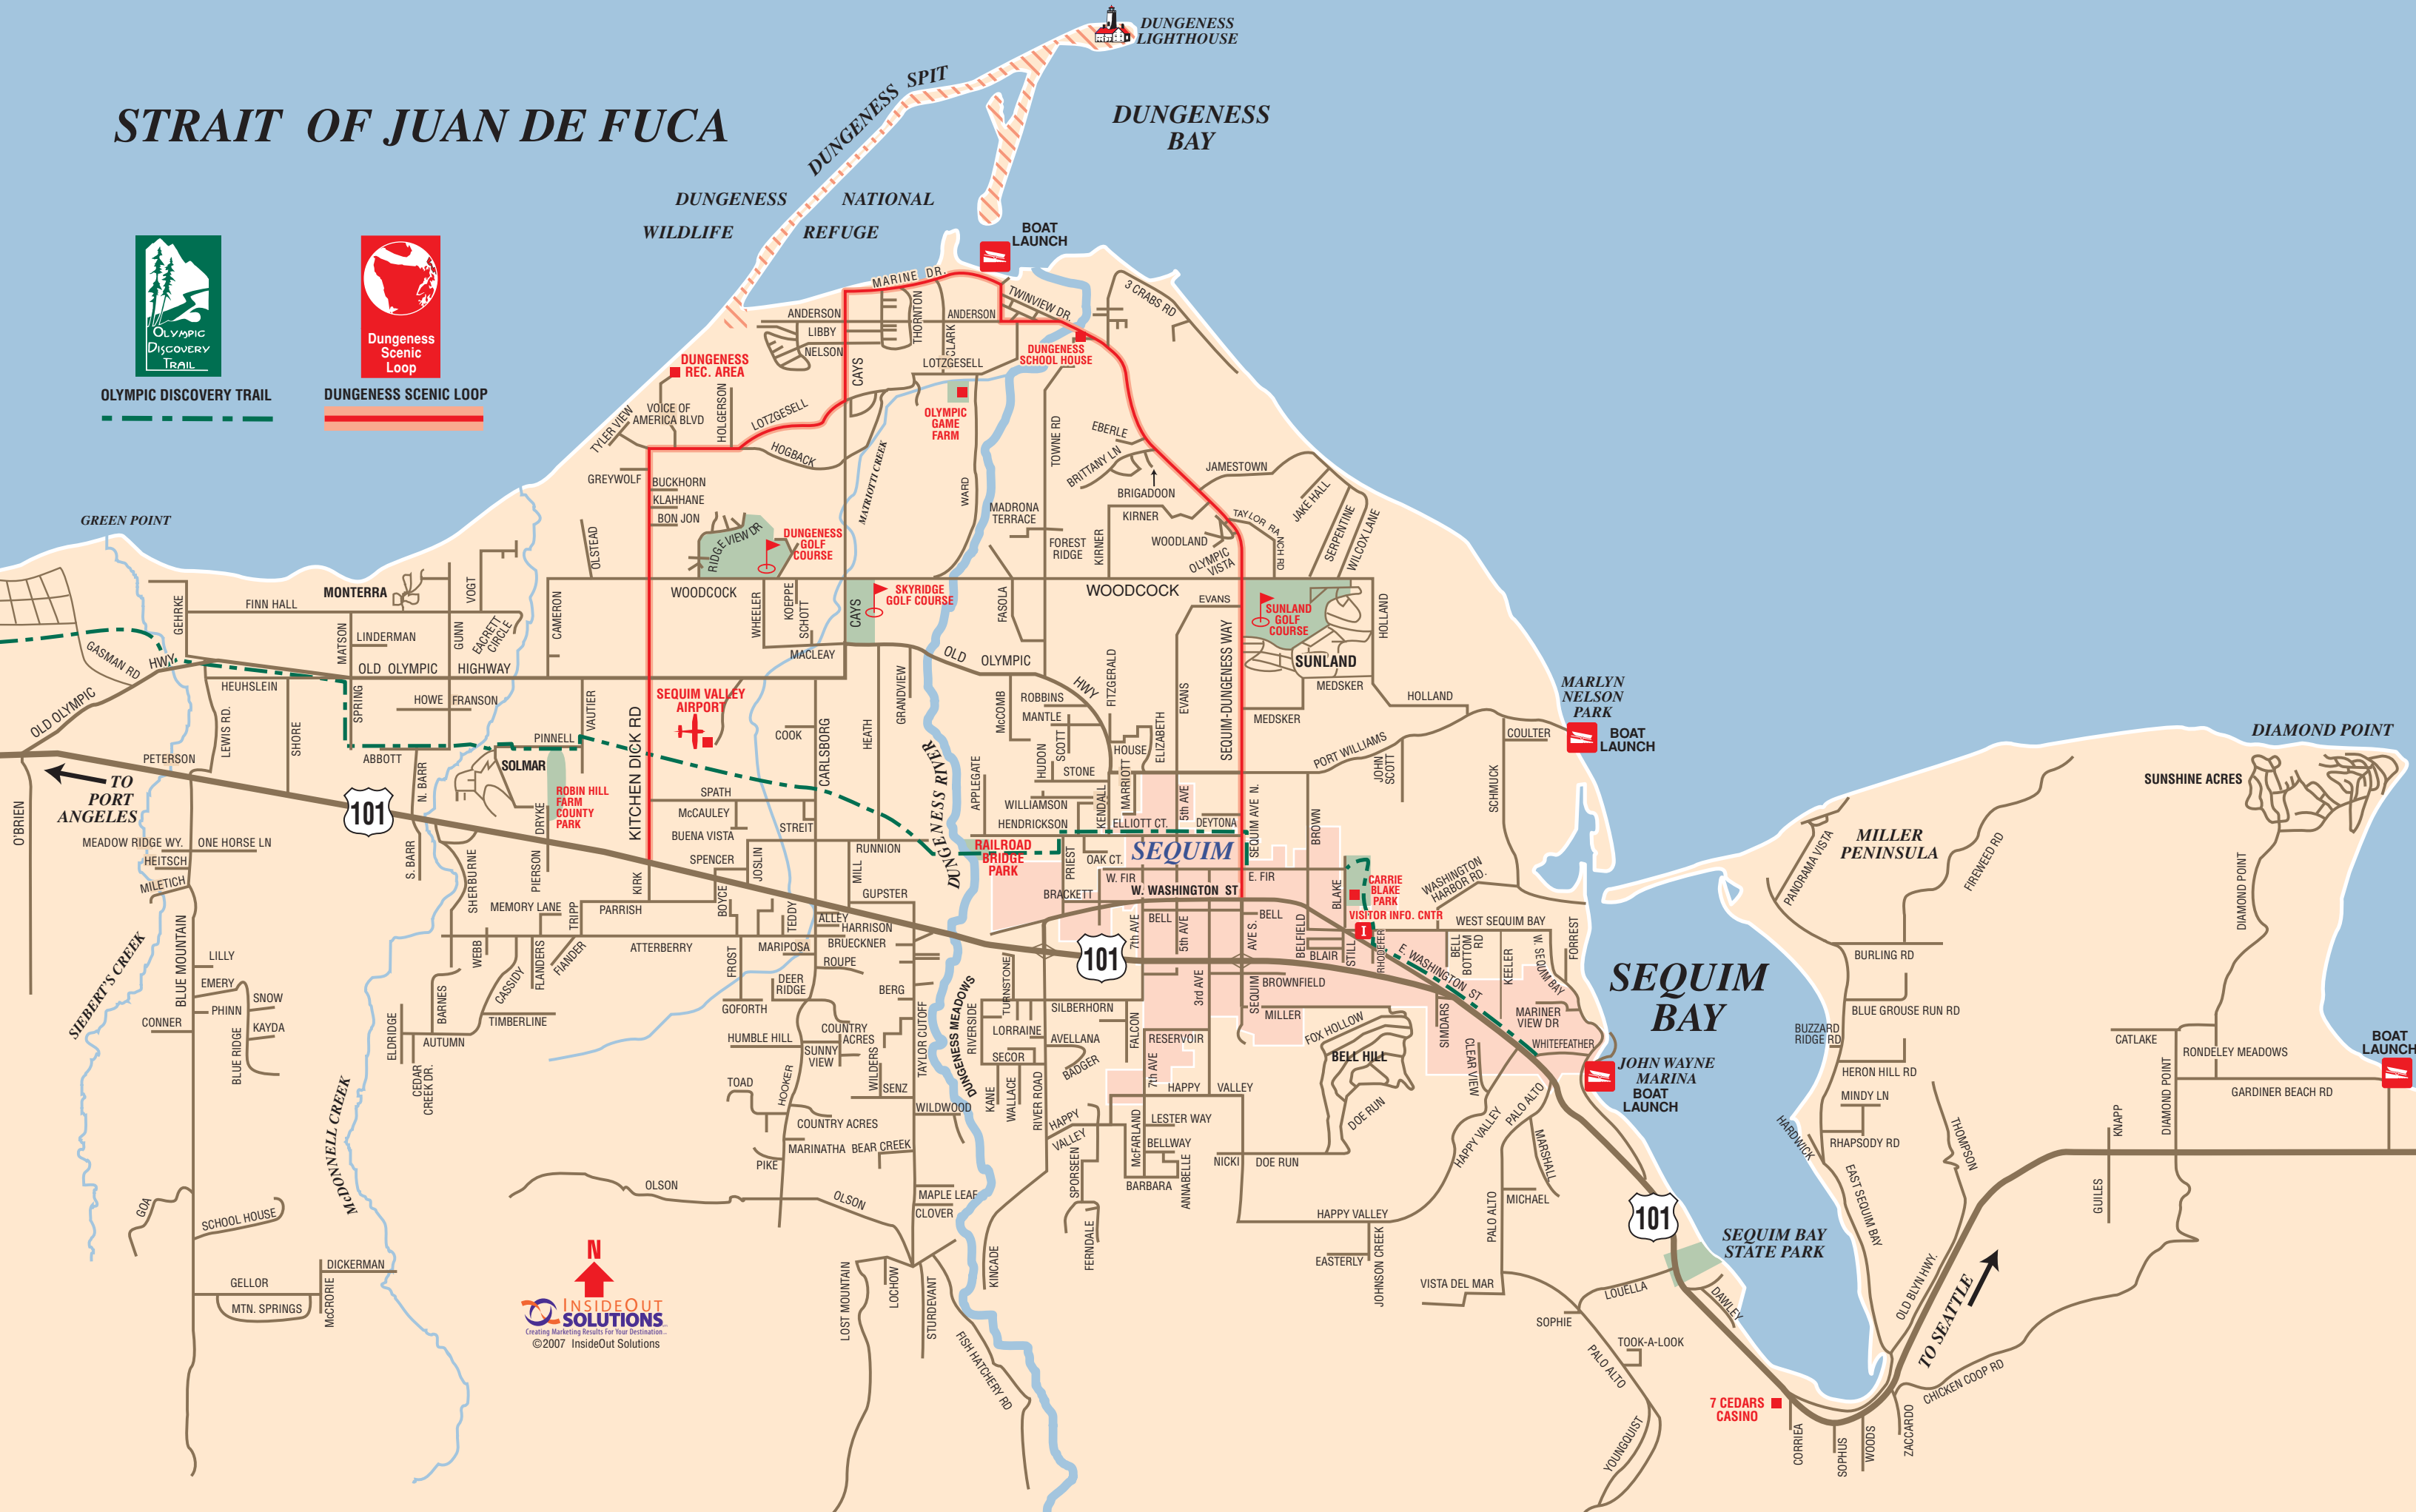 DUNGENESS
LIGHTHOUSE
STRAIT OF JUAN DE FUCA
DUNGENESS SPIT
DUNGENESS
BAY
DUNGENESS NATIONAL
WILDLIFE REFUGE
BOAT
LAUNCH
OLYMPIC
DISCOVERY
TRAIL
Dungeness
Scenic
Loop
OLYMPIC DISCOVERY TRAIL
DUNGENESS SCENIC LOOP
MARINE DR.
TWINVIEW DR.
3 CRABS RD
ANDERSON
THORNTON
ANDERSON
LIBBY
NELSON
CLARK
CAYS
LOTZGESELL
DUNGENESS
SCHOOL HOUSE
DUNGENESS
REC. AREA
VOICE OF
AMERICA BLVD
TYLER VIEW
HOLGERSON
LOTZGESELL
HOGBACK
OLYMPIC
GAME
FARM
MATRIOTTI CREEK
WARD
TOWNE RD
EBERLE
BRITTANY LN
BRIGADOON
JAMESTOWN
JAKE HALL
SERPENTINE
WILCOX LANE
GREYWOLF
BUCKHORN
KLAHHANE
BON JON
OLSTEAD
RIDGE VIEW DR
DUNGENESS
GOLF
COURSE
MADRONA
TERRACE
FOREST
RIDGE
KIRNER
KIRNER
WOODLAND
TAYLOR RANCH RD
OLYMPIC
VISTA
GREEN POINT
MONTERRA
VOGT
FINN HALL
GEHRKE
MATSON
LINDERMAN
GUNN
EACRETT
CIRCLE
CAMERON
WOODCOCK
WHEELER
KOEPPE
SCHOTT
CAYS
SKYRIDGE
GOLF COURSE
FASOLA
WOODCOCK
EVANS
SUNLAND
GOLF
COURSE
HOLLAND
SUNLAND
GASMAN RD
HWY
OLD OLYMPIC
OLD OLYMPIC HIGHWAY
MACLEAY
OLD OLYMPIC HWY
HEUHSLEIN
LEWIS RD.
SHORE
SPRING
HOWE
FRANSON
VAUTIER
KITCHEN DICK RD
SEQUIM VALLEY
AIRPORT
COOK
CARLSBORG
HEATH
GRANDVIEW
DUNGENESS RIVER
McCOMB
ROBBINS
MANTLE
HUDON
SCOTT
STONE
FITZGERALD
HOUSE
ELIZABETH
EVANS
SEQUIM-DUNGENESS WAY
MEDSKER
MEDSKER
HOLLAND
PORT WILLIAMS
JOHN
SCOTT
COULTER
SCHMUCK
MARLYN
NELSON
PARK
BOAT
LAUNCH
DIAMOND POINT
SUNSHINE ACRES
PETERSON
ABBOTT
PINNELL
SOLMAR
N. BARR
ROBIN HILL
FARM
COUNTY
PARK
DRYKE
TO
PORT
ANGELES
101
O'BRIEN
MEADOW RIDGE WY.
ONE HORSE LN
HEITSCH
MILETICH
S. BARR
SHERBURNE
PIERSON
SPATH
McCAULEY
BUENA VISTA
STREIT
SPENCER
JOSLIN
MILL
RUNNION
GUPSTER
APPLEGATE
WILLIAMSON
HENDRICKSON
KENDALL
MARRIOTT
ELLIOTT CT.
5th AVE
DEYTONA
SEQUIM AVE N.
BROWN
RAILROAD
BRIDGE
PARK
PRIEST
OAK CT.
SEQUIM
W. FIR
E. FIR
BRACKETT
W. WASHINGTON ST
BLAKE
CARRIE
BLAKE
PARK
VISITOR INFO. CNTR
I
WASHINGTON
HARBOR RD.
WEST SEQUIM BAY
MILLER
PENINSULA
PANORAMA VISTA
FIREWEED RD
DIAMOND POINT
KIRK
PARRISH
MEMORY LANE
TRIPP
BOYCE
TEDDY
ALLEY
HARRISON
BRUECKNER
ATTERBERRY
MARIPOSA
ROUPE
WEBB
CASSIDY
FLANDERS
FIANDER
FROST
DEER
RIDGE
BERG
GOFORTH
BELL
7th AVE
5th AVE
BELL
AVE S.
BELFIELD
BLAIR
STILL
RHODEFER
E. WASHINGTON ST
BELL
BOTTOM
RD
KEELER
W. SEQUIM BAY
FORREST
101
BURLING RD
SIEBERT'S CREEK
BLUE MOUNTAIN
LILLY
EMERY
SNOW
PHINN
KAYDA
CONNER
BLUE RIDGE
BARNES
TIMBERLINE
ELDRIDGE
AUTUMN
CEDAR
CREEK DR.
HUMBLE HILL
COUNTRY
ACRES
SUNNY
VIEW
WILDERS
TAYLOR CUTOFF
DUNGENESS MEADOWS
TURNSTONE
RIVERSIDE
SILBERHORN
LORRAINE
SECOR
AVELLANA
BADGER
FALCON
3rd AVE
SEQUIM
BROWNFIELD
MILLER
RESERVOIR
7th AVE
FOX HOLLOW
BELL HILL
SIMDARS
CLEAR VIEW
MARINER
VIEW DR
WHITEFEATHER
SEQUIM
BAY
JOHN WAYNE
MARINA
BOAT
LAUNCH
BLUE GROUSE RUN RD
BUZZARD
RIDGE RD
HERON HILL RD
MINDY LN
RHAPSODY RD
CATLAKE
RONDELEY MEADOWS
GARDINER BEACH RD
BOAT
LAUNCH
McDONNELL CREEK
TOAD
HOOKER
SENZ
WILDWOOD
COUNTRY ACRES
MARINATHA
BEAR CREEK
PIKE
KANE
WALLACE
RIVER ROAD
HAPPY
VALLEY
HAPPY VALLEY
LESTER WAY
McFARLAND
BELLWAY
NICKI
DOE RUN
DOE RUN
SPORSEEN
BARBARA
ANNABELLE
HAPPY VALLEY
PALO ALTO
MARSHALL
MICHAEL
HARDWICK
EAST SEQUIM BAY
THOMPSON
KNAPP
DIAMOND POINT
GUILES
GOA
SCHOOL HOUSE
OLSON
OLSON
MAPLE LEAF
CLOVER
KINCADE
FERNDALE
HAPPY VALLEY
EASTERLY
JOHNSON CREEK
PALO ALTO
101
SEQUIM BAY
STATE PARK
DICKERMAN
GELLOR
MTN. SPRINGS
McCRORIE
N
INSIDEOUT
SOLUTIONS
Creating Marketing Results For Your Destination...
©2007 InsideOut Solutions
LOST MOUNTAIN
LOCHOW
STURDEVANT
FISH HATCHERY RD
VISTA DEL MAR
SOPHIE
LOUELLA
DAWLEY
TOOK-A-LOOK
PALO ALTO
YOUNGQUIST
OLD BLYN HWY.
TO SEATTLE
CHICKEN COOP RD
7 CEDARS
CASINO
CORRIEA
SOPHUS
WOODS
ZACCARDO